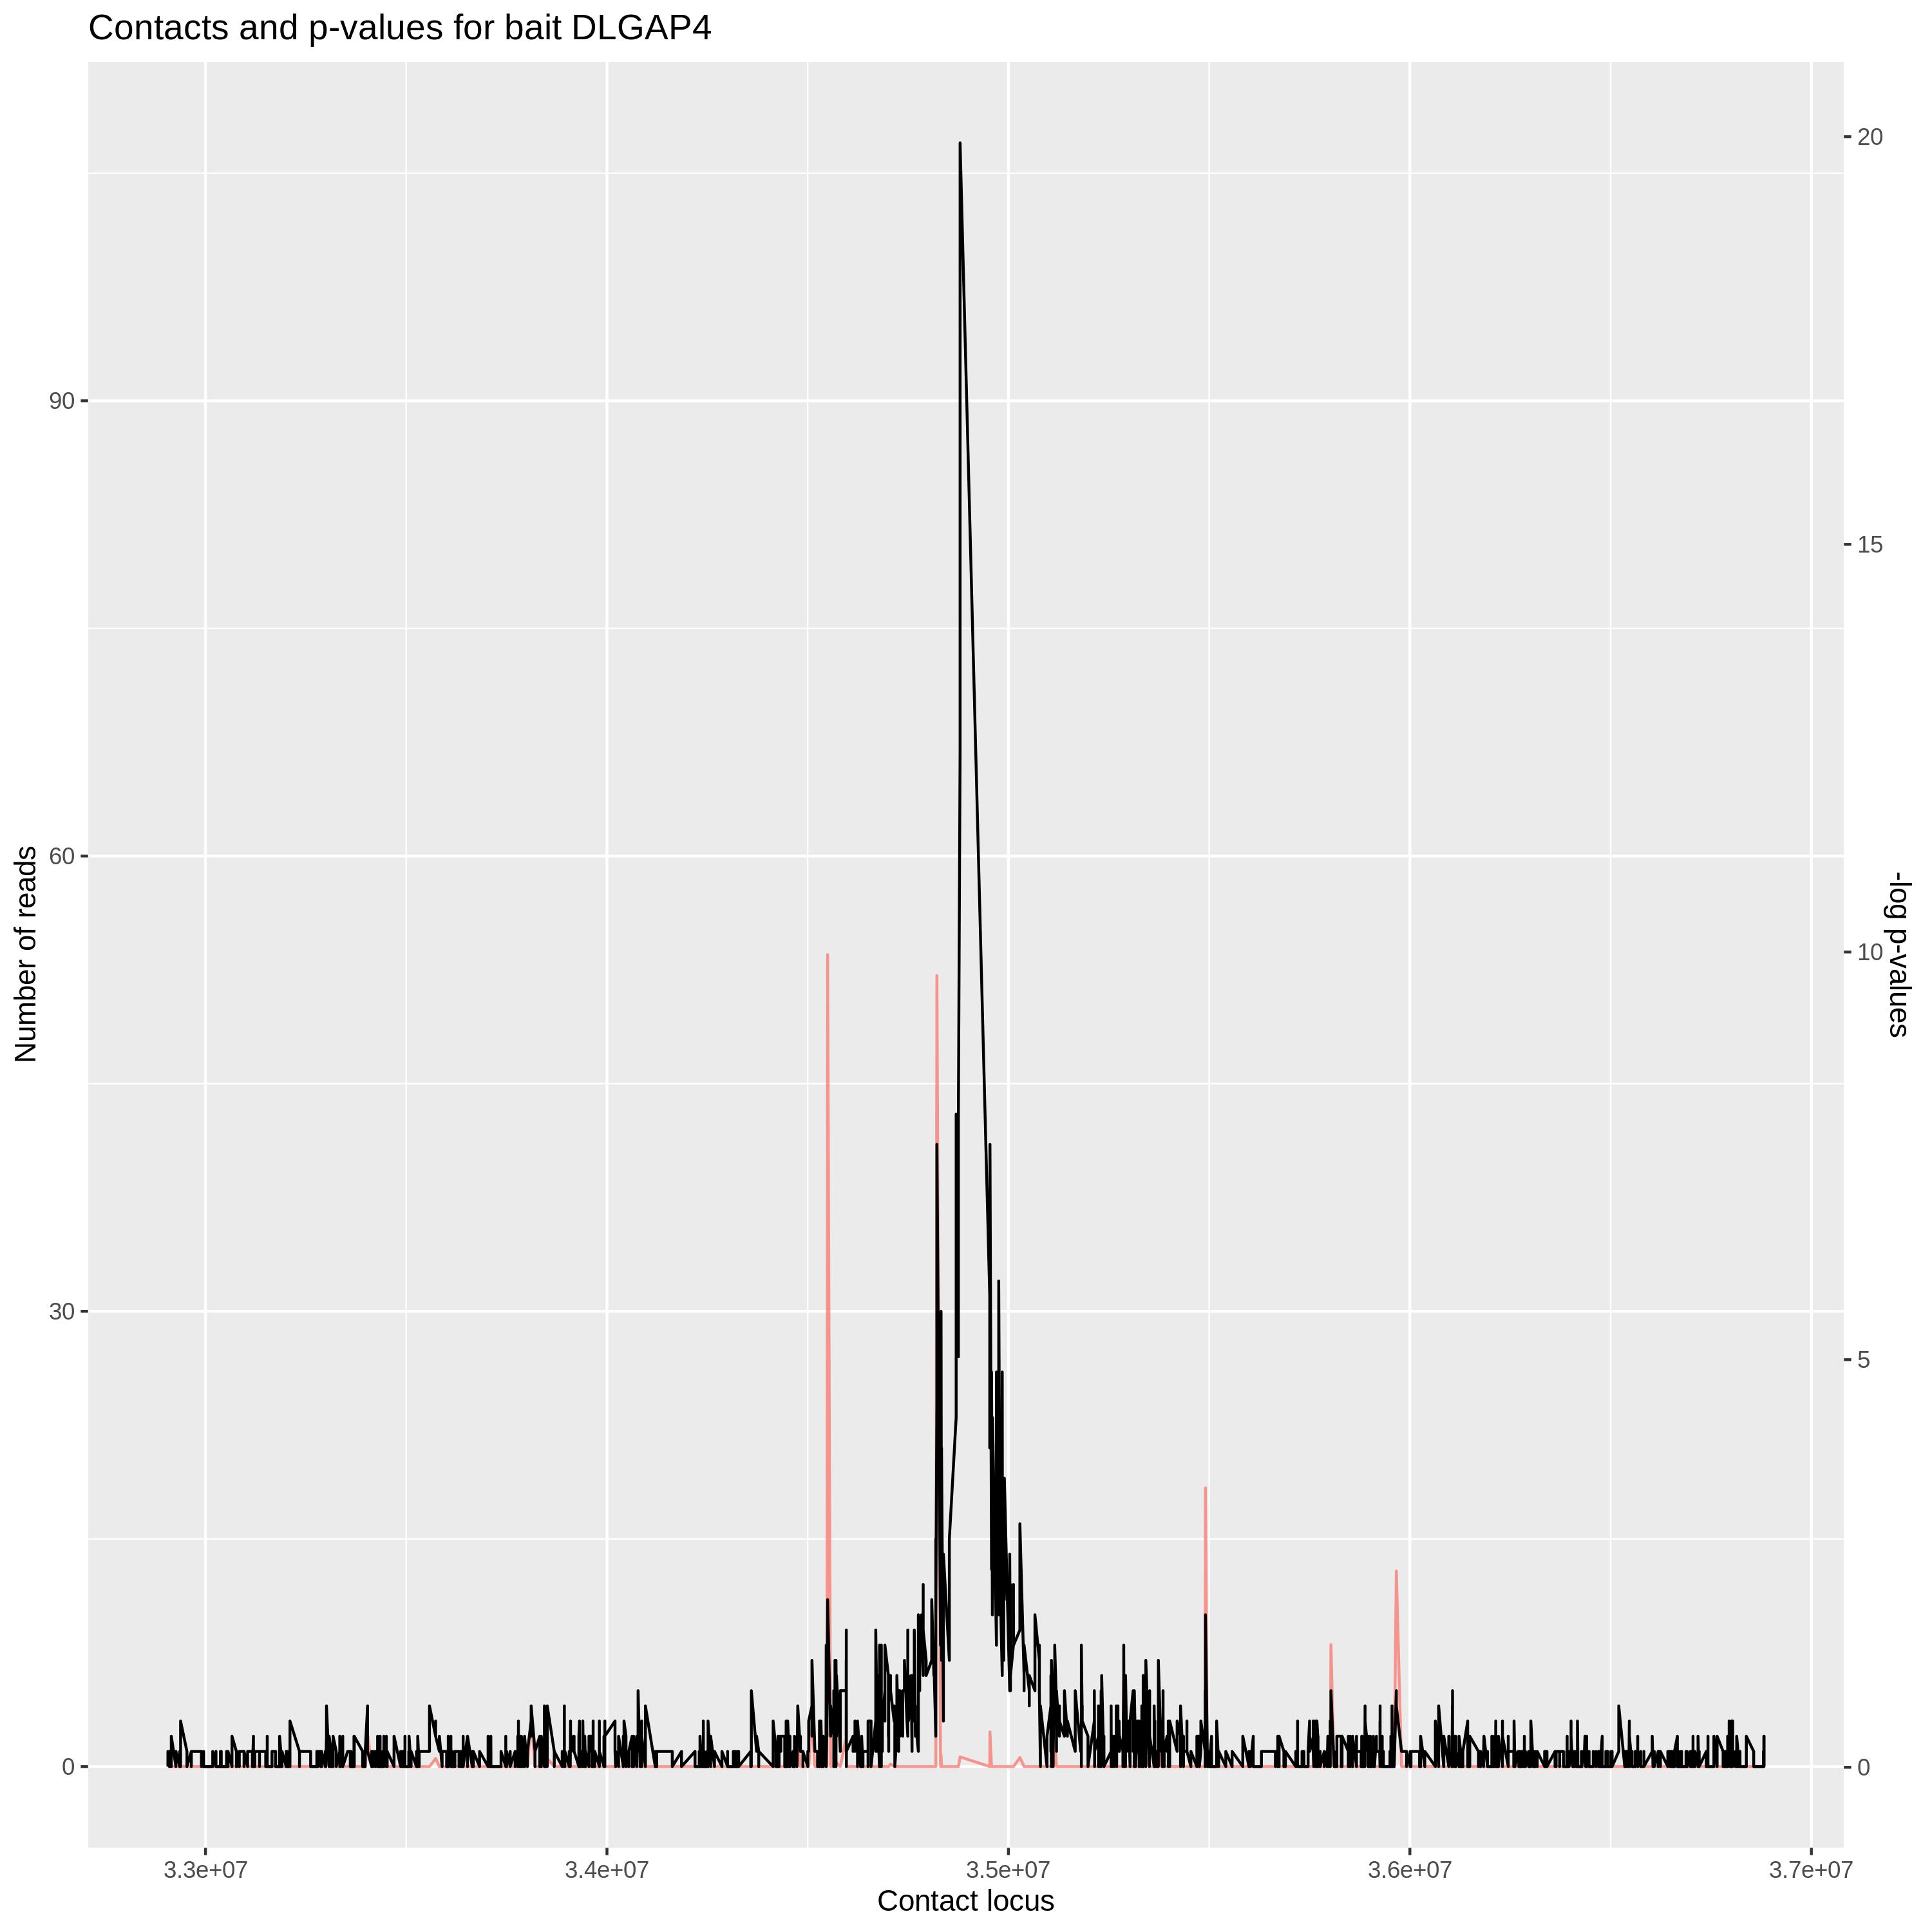 Contacts and p-values for bait DLGAP4
Number of reads
90
60
30
0
20
15
10
5
0
-log p-values
3.3e+07 3.4e+07 3.5e+07 3.6e+07 3.7e+07
Contact locus